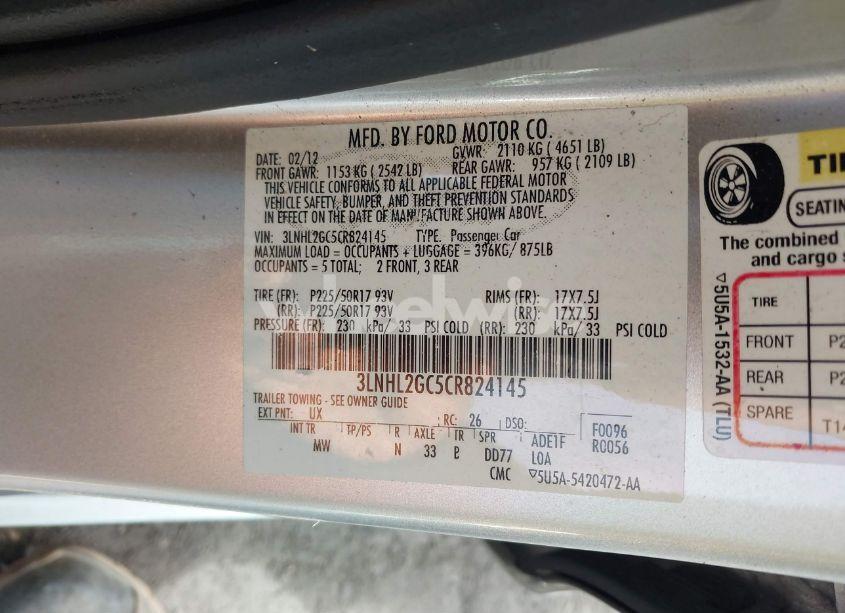 MFD. BY FORD MOTOR CO.
DATE: 02/12 GVWR: 2110 KG ( 4651 LB)
FRONT GAWR: 1153 KG ( 2542 LB) REAR GAWR: 957 KG ( 2109 LB)
THIS VEHICLE CONFORMS TO ALL APPLICABLE FEDERAL MOTOR
VEHICLE SAFETY, BUMPER, AND THEFT PREVENTION STANDARDS
IN EFFECT ON THE DATE OF MANUFACTURE SHOWN ABOVE.
VIN: 3LNHL2GC5CR824145 TYPE: Passenger Car
MAXIMUM LOAD = OCCUPANTS + LUGGAGE = 396KG/ 875LB
OCCUPANTS = 5 TOTAL; 2 FRONT, 3 REAR
TIRE (FR): P225/50R17 93V RIMS (FR): 17X7.5J
(RR): P225/50R17 93V (RR): 17X7.5J
PRESSURE (FR): 230 kPa/ 33 PSI COLD (RR): 230 kPa/ 33 PSI COLD
3LNHL2GC5CR824145
TRAILER TOWING - SEE OWNER GUIDE
EXT PNT: UX RC: 26 DSO: F0096
INT TR TP/PS R AXLE TR SPR ADE1F R0056
MW N 33 B DD77 LOA
CMC 5U5A-5420472-AA
5U5A-1532-AA (TLU)
TI
SEATING
The combined
and cargo s
TIRE
FRONT P2
REAR P2
SPARE T14